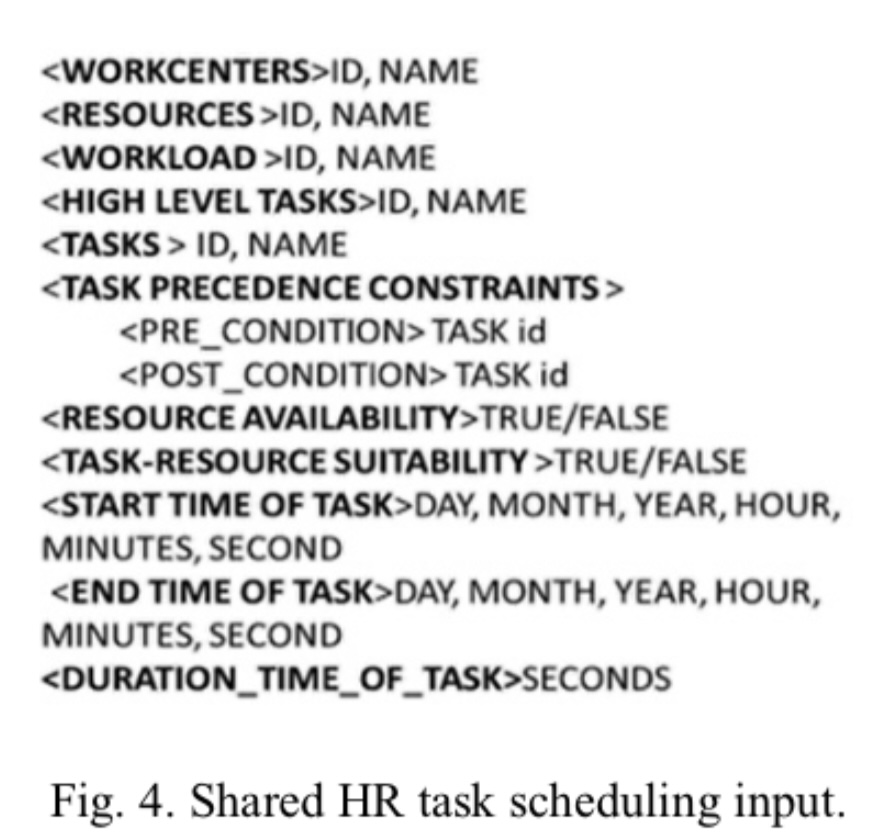 <WORKCENTERS>ID, NAME
<RESOURCES>ID, NAME
<WORKLOAD>ID, NAME
<HIGH LEVEL TASKS>ID, NAME
<TASKS> ID, NAME
<TASK PRECEDENCE CONSTRAINTS>
<PRE_CONDITION> TASK id
<POST_CONDITION> TASK id
<RESOURCE AVAILABILITY>TRUE/FALSE
<TASK-RESOURCE SUITABILITY>TRUE/FALSE
<START TIME OF TASK>DAY, MONTH, YEAR, HOUR,
MINUTES, SECOND
<END TIME OF TASK>DAY, MONTH, YEAR, HOUR,
MINUTES, SECOND
<DURATION_TIME_OF_TASK>SECONDS
Fig. 4. Shared HR task scheduling input.